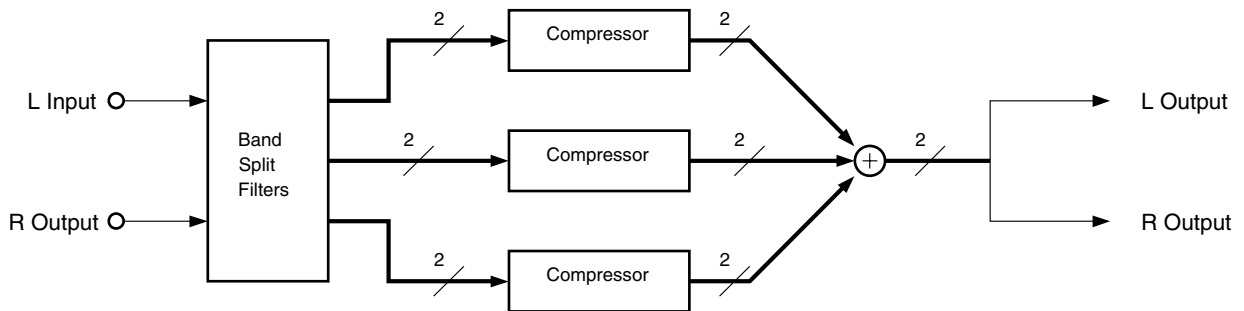 2
Compressor
2
L Input
L Output
Band
Split
Filters
2
Compressor
2
+
2
R Output
R Output
2
Compressor
2